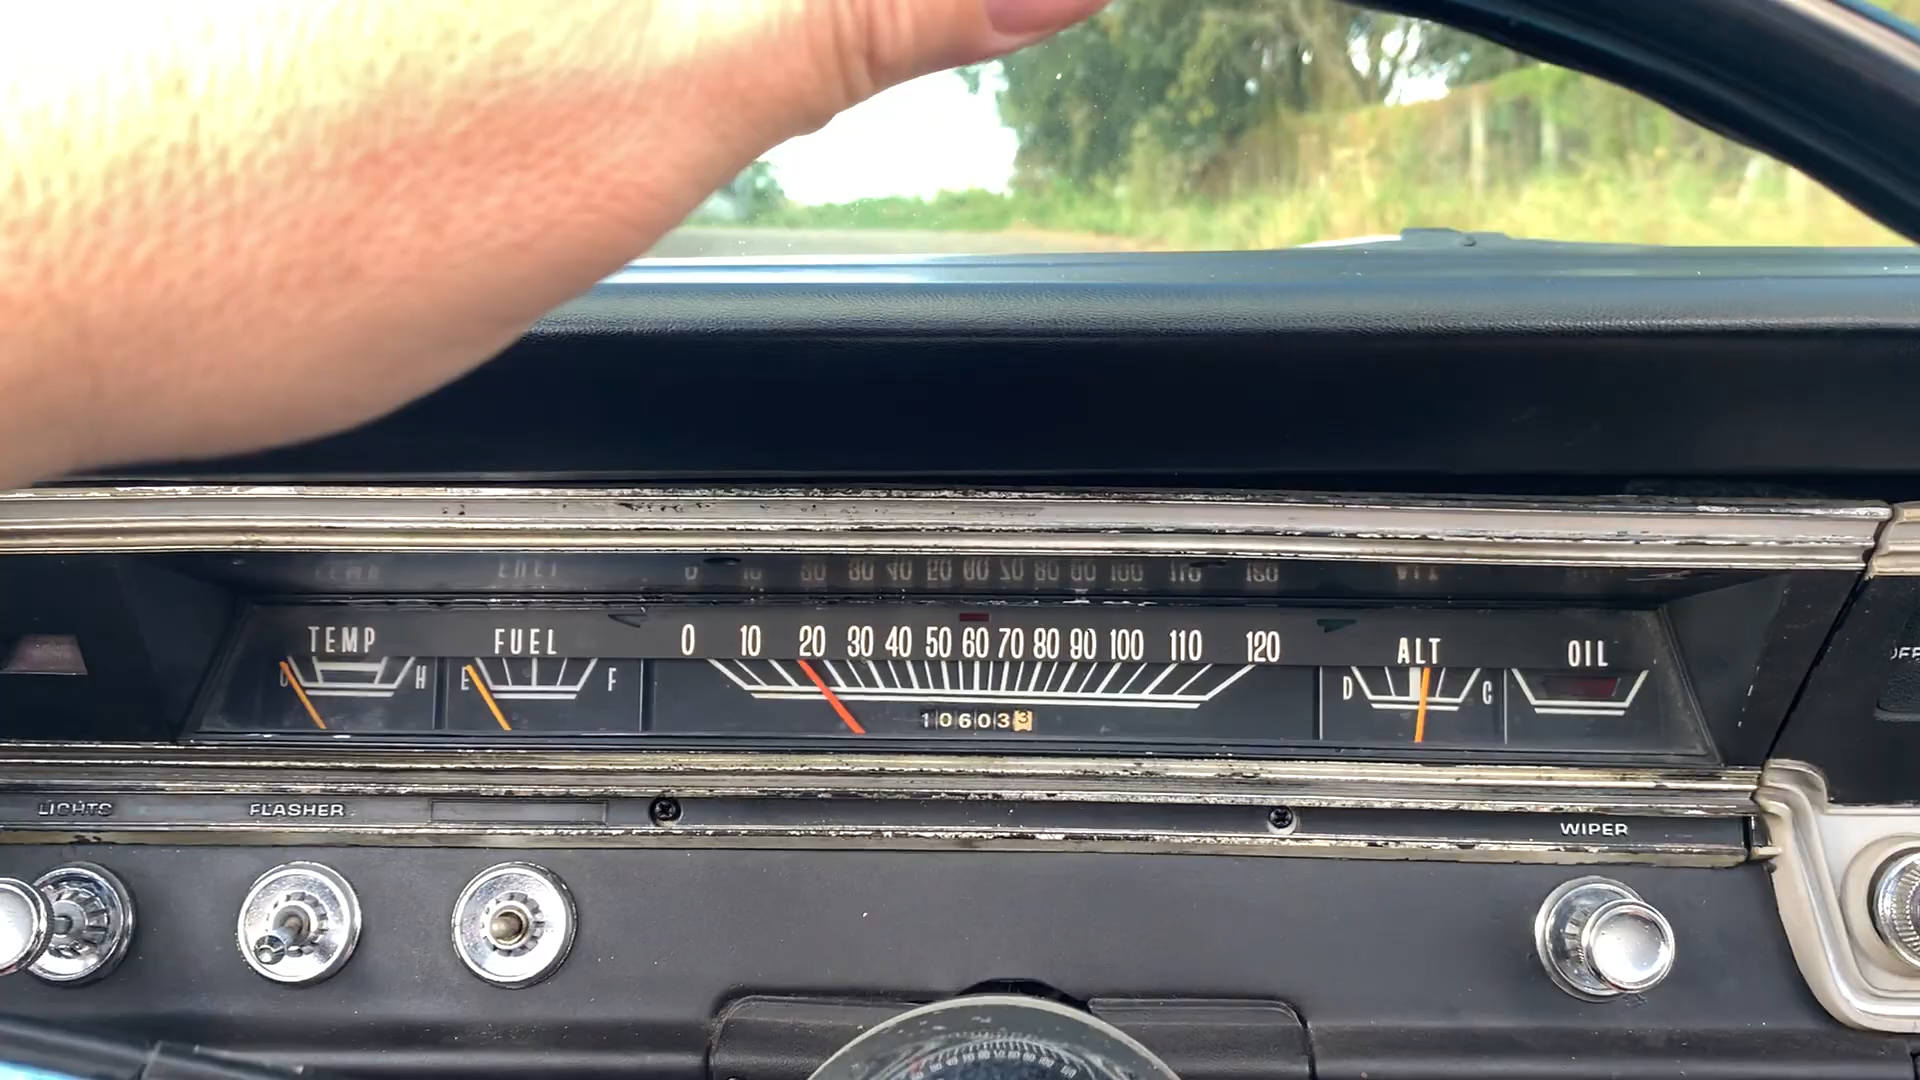 TEMP FUEL 0 10 20 30 40 50 60 70 80 90 100 110 120 ALT OIL
C H E F D C
106033
LIGHTS FLASHER WIPER